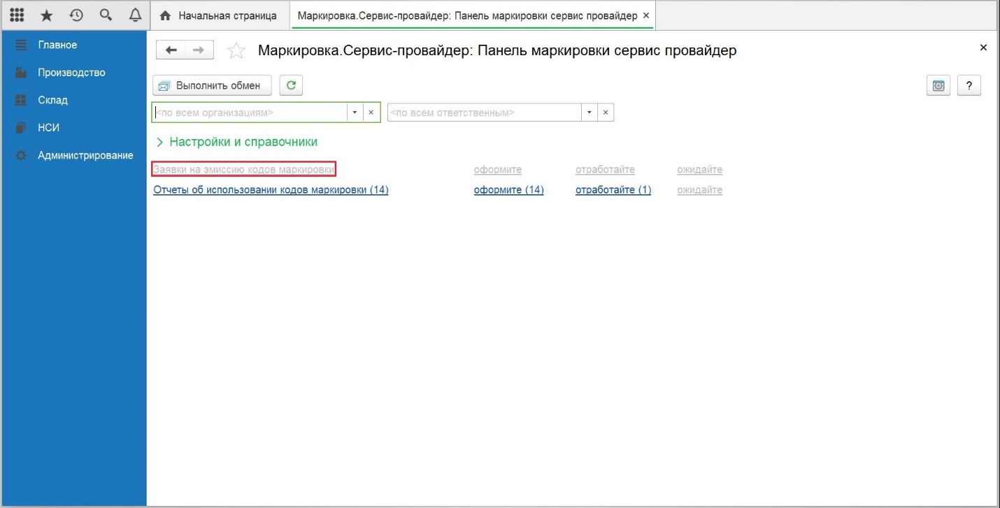 Начальная страница
Маркировка.Сервис-провайдер: Панель маркировки сервис провайдер ×
Главное
Производство
Склад
НСИ
Администрирование
Маркировка.Сервис-провайдер: Панель маркировки сервис провайдер
Выполнить обмен
?
<по всем организациям>
<по всем ответственным>
Настройки и справочники
Заявки на эмиссию кодов маркировки оформите отработайте ожидайте
Отчеты об использовании кодов маркировки (14) оформите (14) отработайте (1) ожидайте